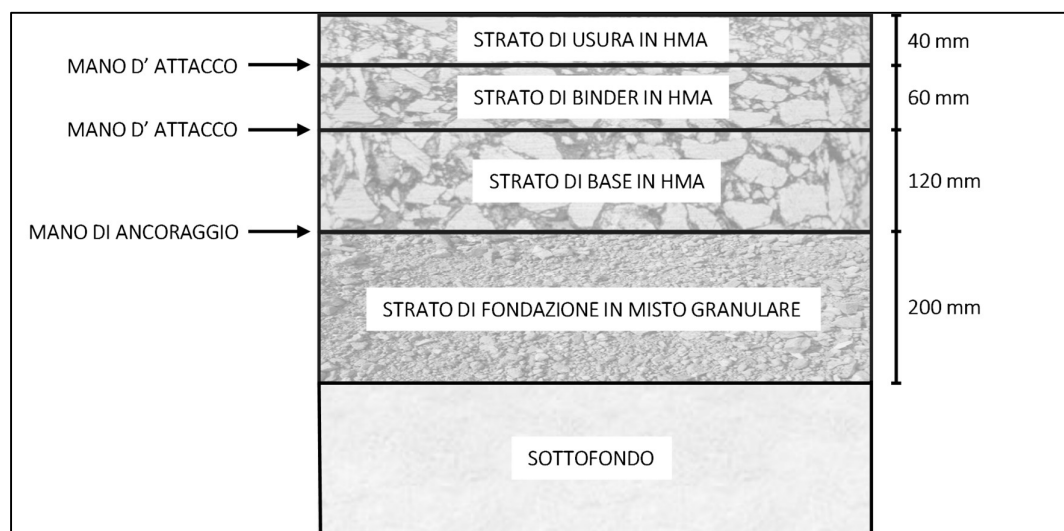 STRATO DI USURA IN HMA
40 mm
MANO D' ATTACCO
STRATO DI BINDER IN HMA
60 mm
MANO D' ATTACCO
STRATO DI BASE IN HMA
120 mm
MANO DI ANCORAGGIO
STRATO DI FONDAZIONE IN MISTO GRANULARE
200 mm
SOTTOFONDO